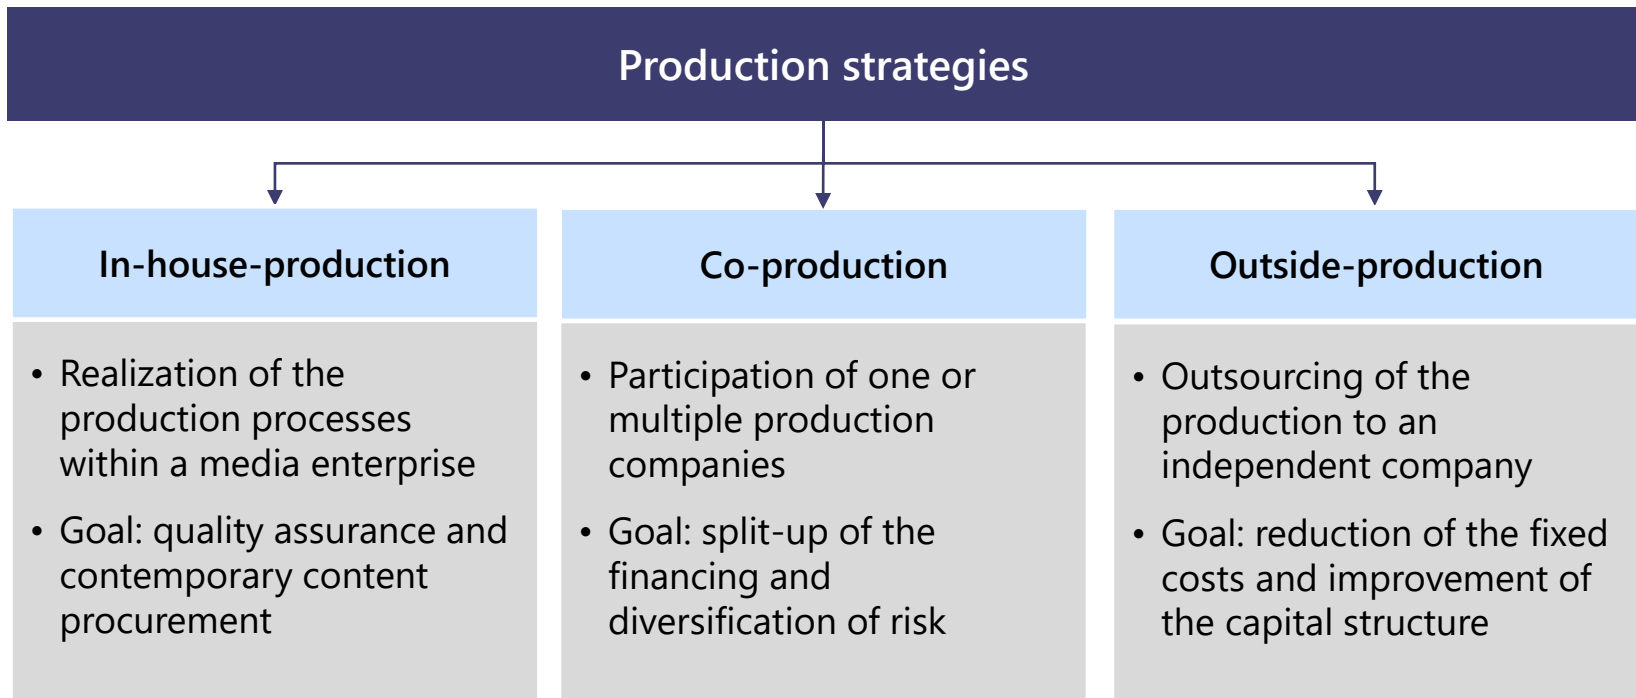 Production strategies
In-house-production
• Realization of the
production processes
within a media enterprise
• Goal: quality assurance and
contemporary content
procurement
Co-production
• Participation of one or
multiple production
companies
• Goal: split-up of the
financing and
diversification of risk
Outside-production
• Outsourcing of the
production to an
independent company
• Goal: reduction of the fixed
costs and improvement of
the capital structure